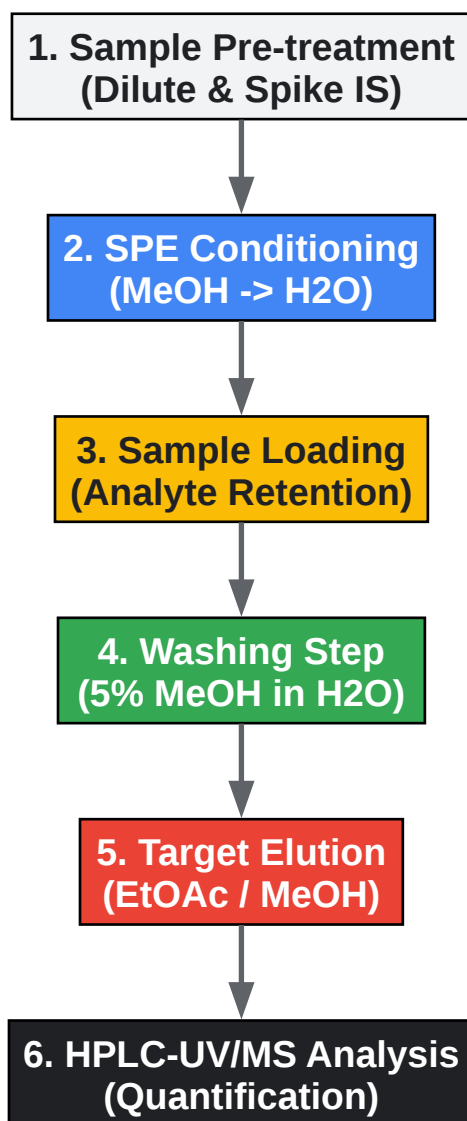 1. Sample Pre-treatment
(Dilute & Spike IS)
2. SPE Conditioning
(MeOH -> H2O)
3. Sample Loading
(Analyte Retention)
4. Washing Step
(5% MeOH in H2O)
5. Target Elution
(EtOAc / MeOH)
6. HPLC-UV/MS Analysis
(Quantification)